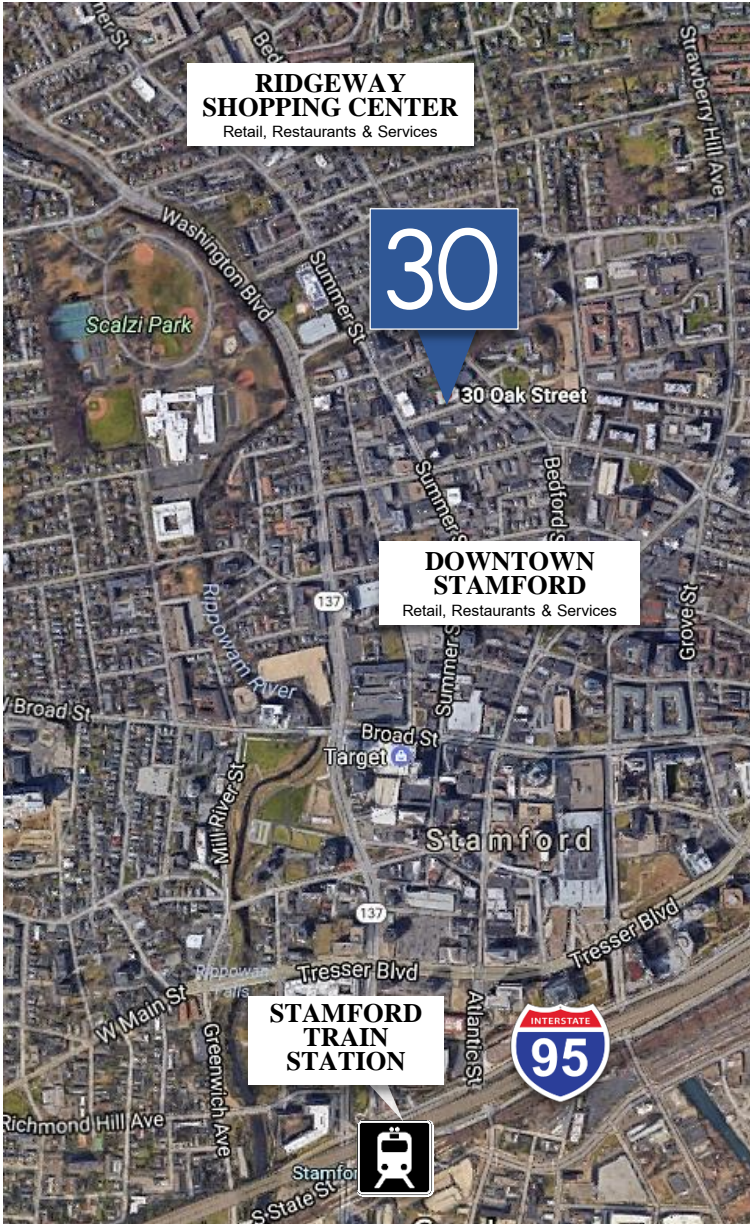 Strawberry Hill Ave
RIDGEWAY
SHOPPING CENTER
Retail, Restaurants & Services
Washington Blvd
30
Summer St
Scalzi Park
30 Oak Street
Summer
Bedford
DOWNTOWN
STAMFORD
Retail, Restaurants & Services
137
Rippowam River
Grove St
Summer S
W Broad St
Broad St
Target
Mill River St
Stamford
137
Tresser Blvd
Tresser Blvd
W Main St
STAMFORD
TRAIN
STATION
Atlantic St
INTERSTATE
95
Greenwich Ave
Richmond Hill Ave
Stamfo
S State St